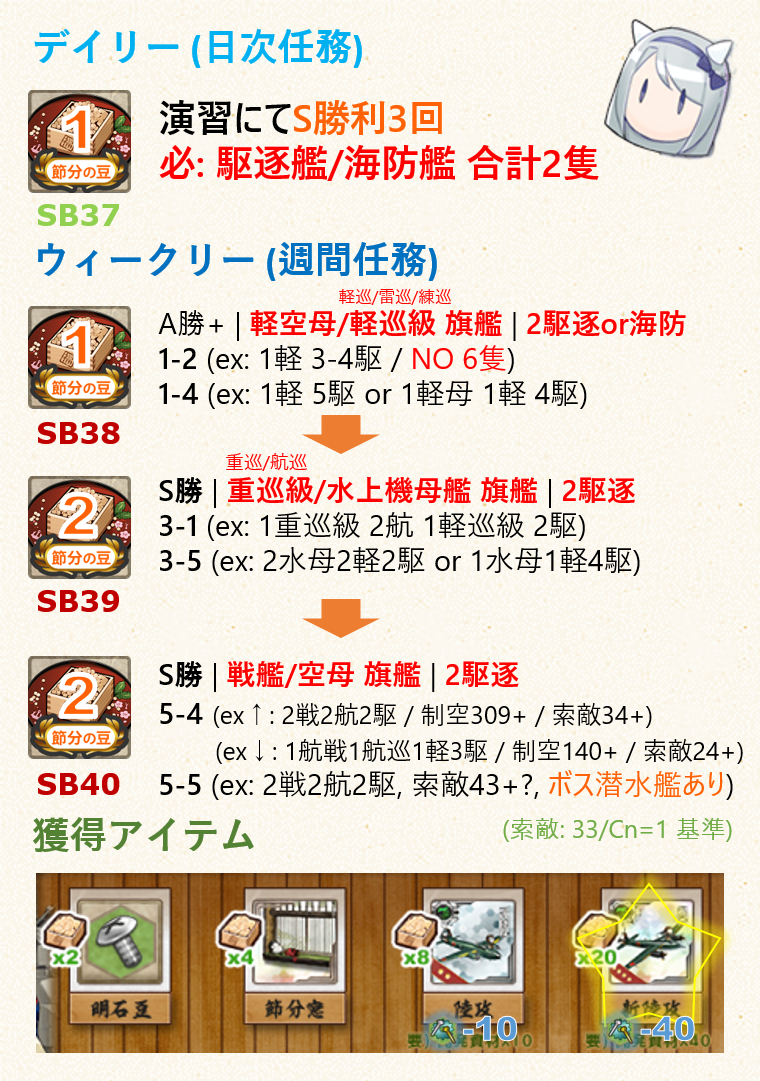 デイリー (日次任務)
1
節分の豆
SB37
演習にてS勝利3回
必: 駆逐艦/海防艦 合計2隻
ウィークリー (週間任務)
1
節分の豆
SB38
軽巡/雷巡/練巡
A勝+ | 軽空母/軽巡級 旗艦 | 2駆逐or海防
1-2 (ex: 1軽 3-4駆 / NO 6隻)
1-4 (ex: 1軽 5駆 or 1軽母 1軽 4駆)
2
節分の豆
SB39
重巡/航巡
S勝 | 重巡級/水上機母艦 旗艦 | 2駆逐
3-1 (ex: 1重巡級 2航 1軽巡級 2駆)
3-5 (ex: 2水母2軽2駆 or 1水母1軽4駆)
2
節分の豆
SB40
S勝 | 戦艦/空母 旗艦 | 2駆逐
5-4 (ex↑: 2戦2航2駆 / 制空309+ / 索敵34+)
(ex↓: 1航戦1航巡1軽3駆 / 制空140+ / 索敵24+)
5-5 (ex: 2戦2航2駆, 索敵43+?, ボス潜水艦あり)
獲得アイテム
(索敵: 33/Cn=1 基準)
x2
x4
x8
x20
明石豆
節分窓
陸攻
新陸攻
-10
-40